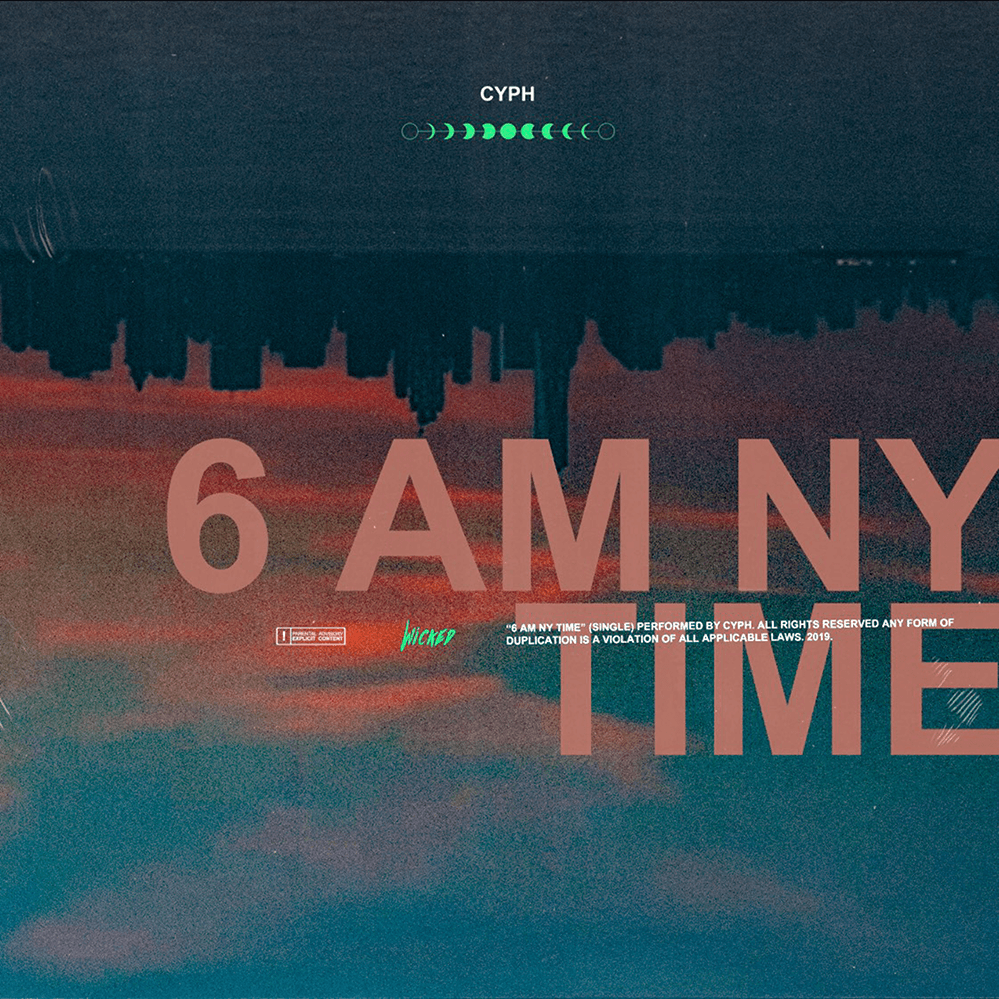 CYPH
6 AM NY
TIME
! PARENTAL ADVISORY
EXPLICIT CONTENT
WICKED
“6 AM NY TIME” (SINGLE) PERFORMED BY CYPH. ALL RIGHTS RESERVED ANY FORM OF
DUPLICATION IS A VIOLATION OF ALL APPLICABLE LAWS. 2019.